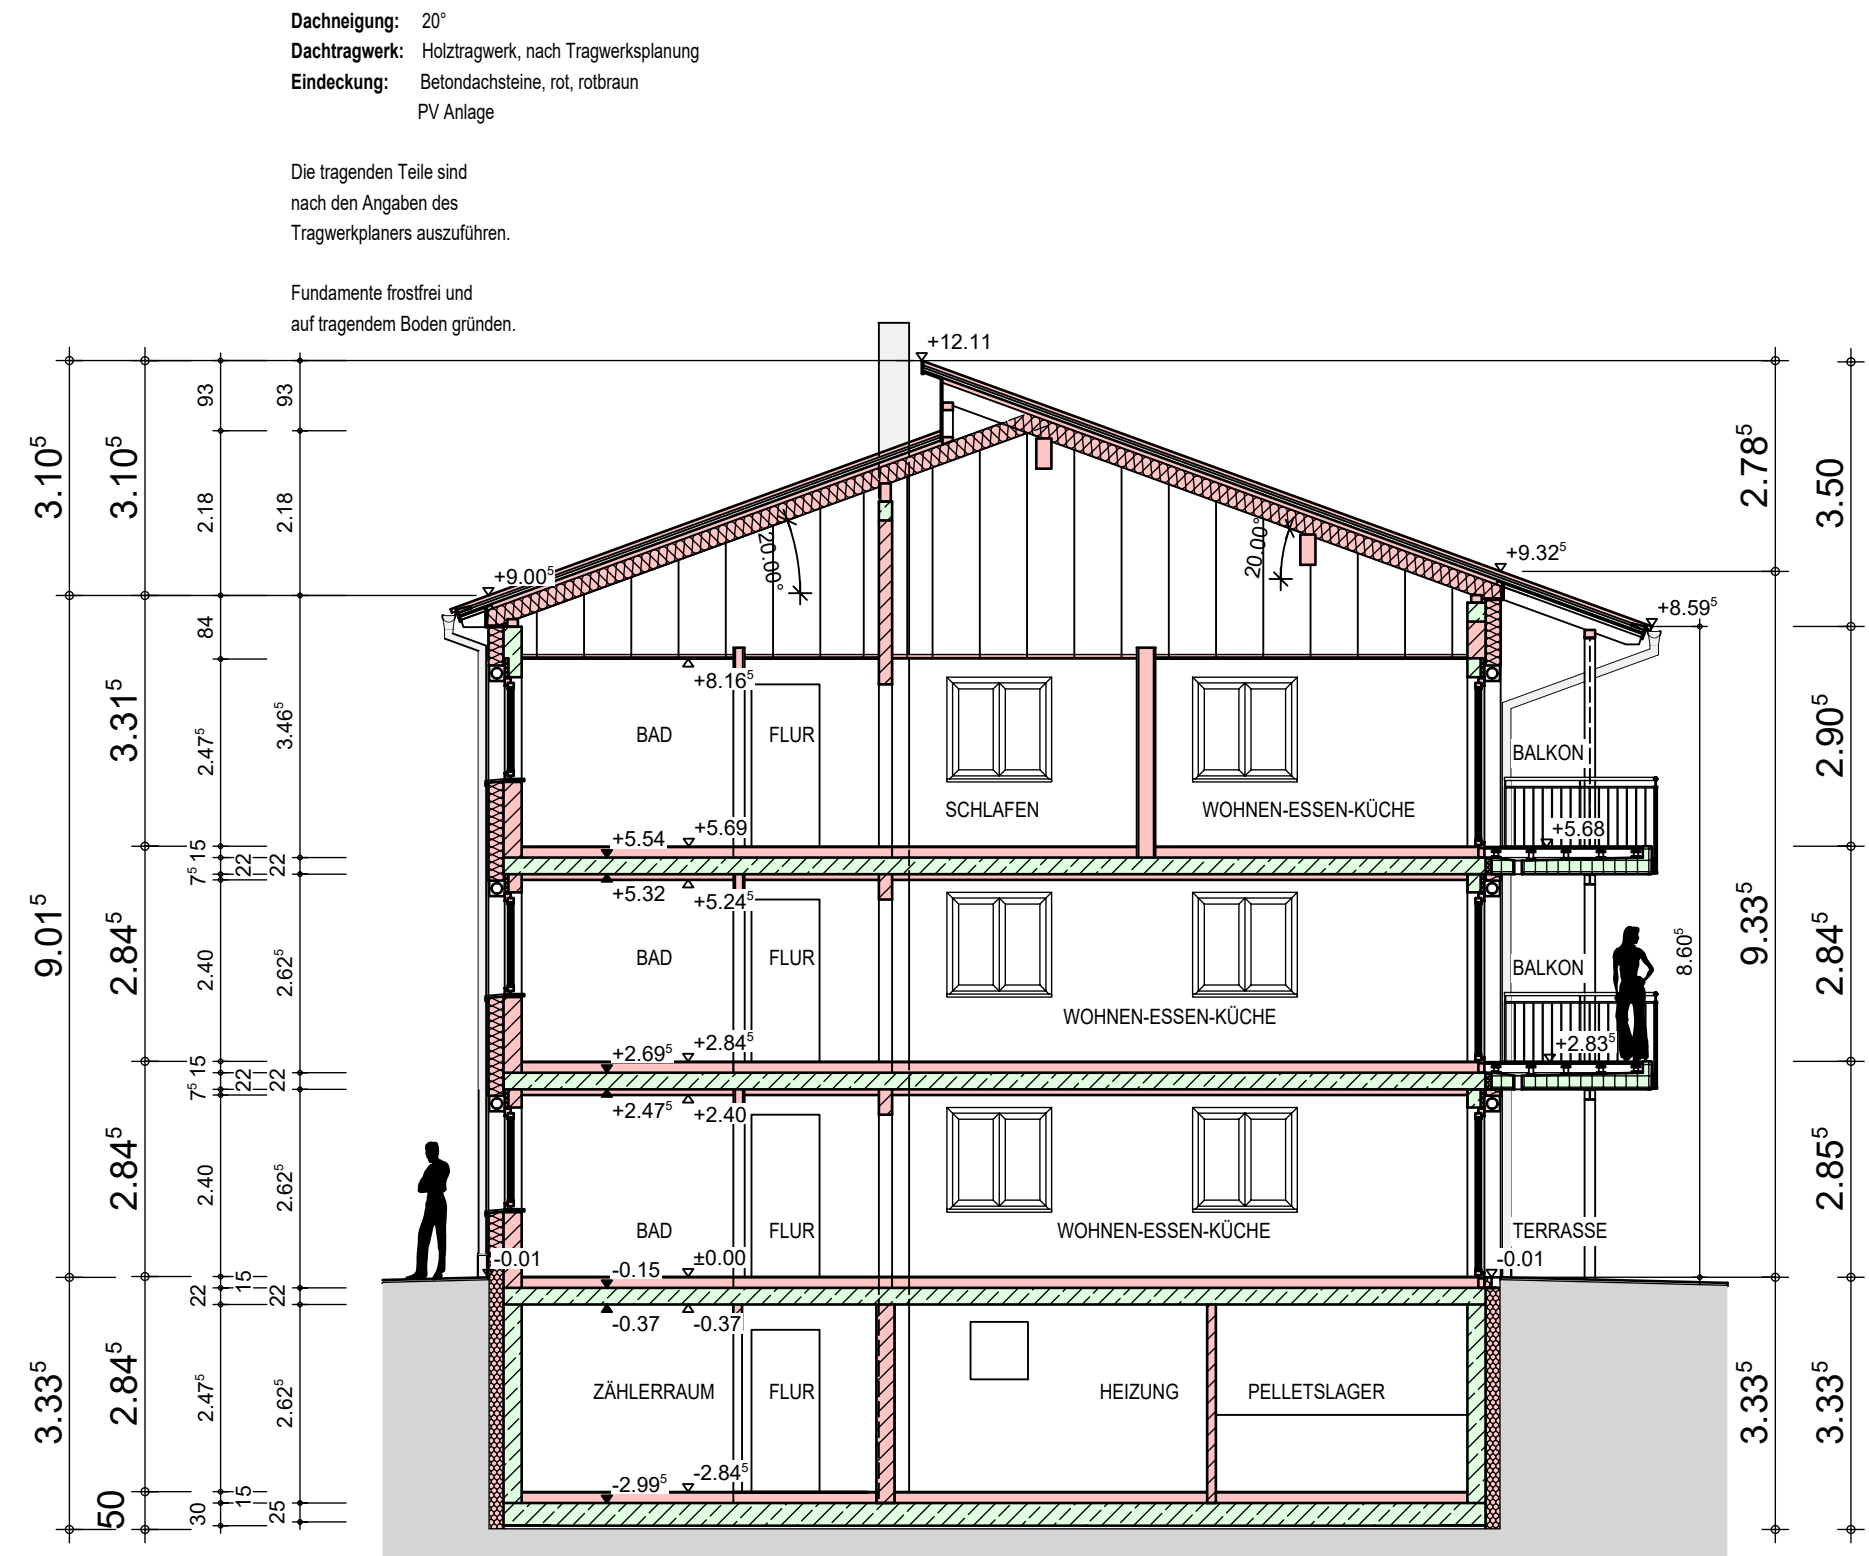 Dachneigung: 20°
Dachtragwerk: Holztragwerk, nach Tragwerksplanung
Eindeckung: Betondachsteine, rot, rotbraun
PV Anlage
Die tragenden Teile sind
nach den Angaben des
Tragwerkplaners auszuführen.
Fundamente frostfrei und
auf tragendem Boden gründen.
+12.11
93 93
3.10⁵ 3.10⁵ 2.18 2.18
2.78⁵ 3.50
20.00° 20.00°
+9.00⁵ +9.32⁵
+8.59⁵
84
+8.16⁵
3.31⁵ 2.47⁵ 3.46⁵
2.90⁵
BAD FLUR BALKON
SCHLAFEN WOHNEN-ESSEN-KÜCHE
+5.54 +5.69 +5.68
15 7⁵ 22 22
+5.32 +5.24⁵
9.01⁵ 2.84⁵ 2.40 2.62⁵
8.60⁵ 9.33⁵ 2.84⁵
BAD FLUR BALKON
WOHNEN-ESSEN-KÜCHE
+2.69⁵ +2.84⁵ +2.83⁵
15 7⁵ 22 22
+2.47⁵ +2.40
2.84⁵ 2.40 2.62⁵
2.85⁵
BAD FLUR WOHNEN-ESSEN-KÜCHE TERRASSE
-0.01 -0.15 ±0.00 -0.01
22 15 22
-0.37 -0.37
3.33⁵ 2.84⁵ 2.47⁵ 2.62⁵
3.33⁵ 3.33⁵
ZÄHLERRAUM FLUR HEIZUNG PELLETSLAGER
-2.99⁵ -2.84⁵
50 30 15 25